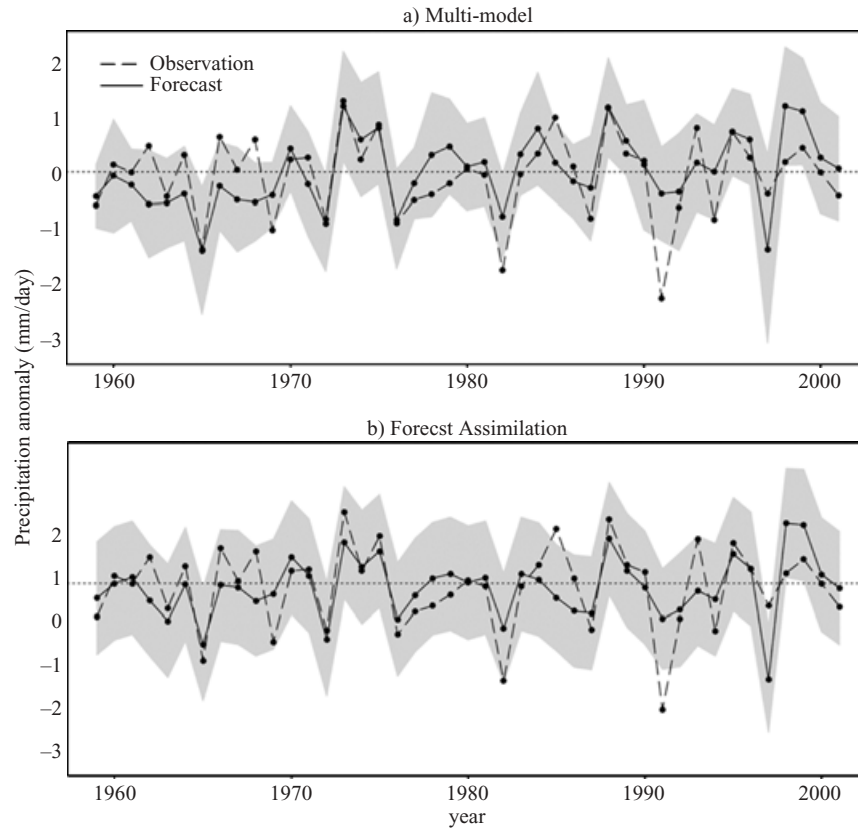 a) Multi-model
2
Observation
Forecast
1
0
−1
−2
−3
1960 1970 1980 1990 2000
Precipitation anomaly (mm/day)
b) Forecst Assimilation
2
1
0
−1
−2
−3
1960 1970 1980 1990 2000
year